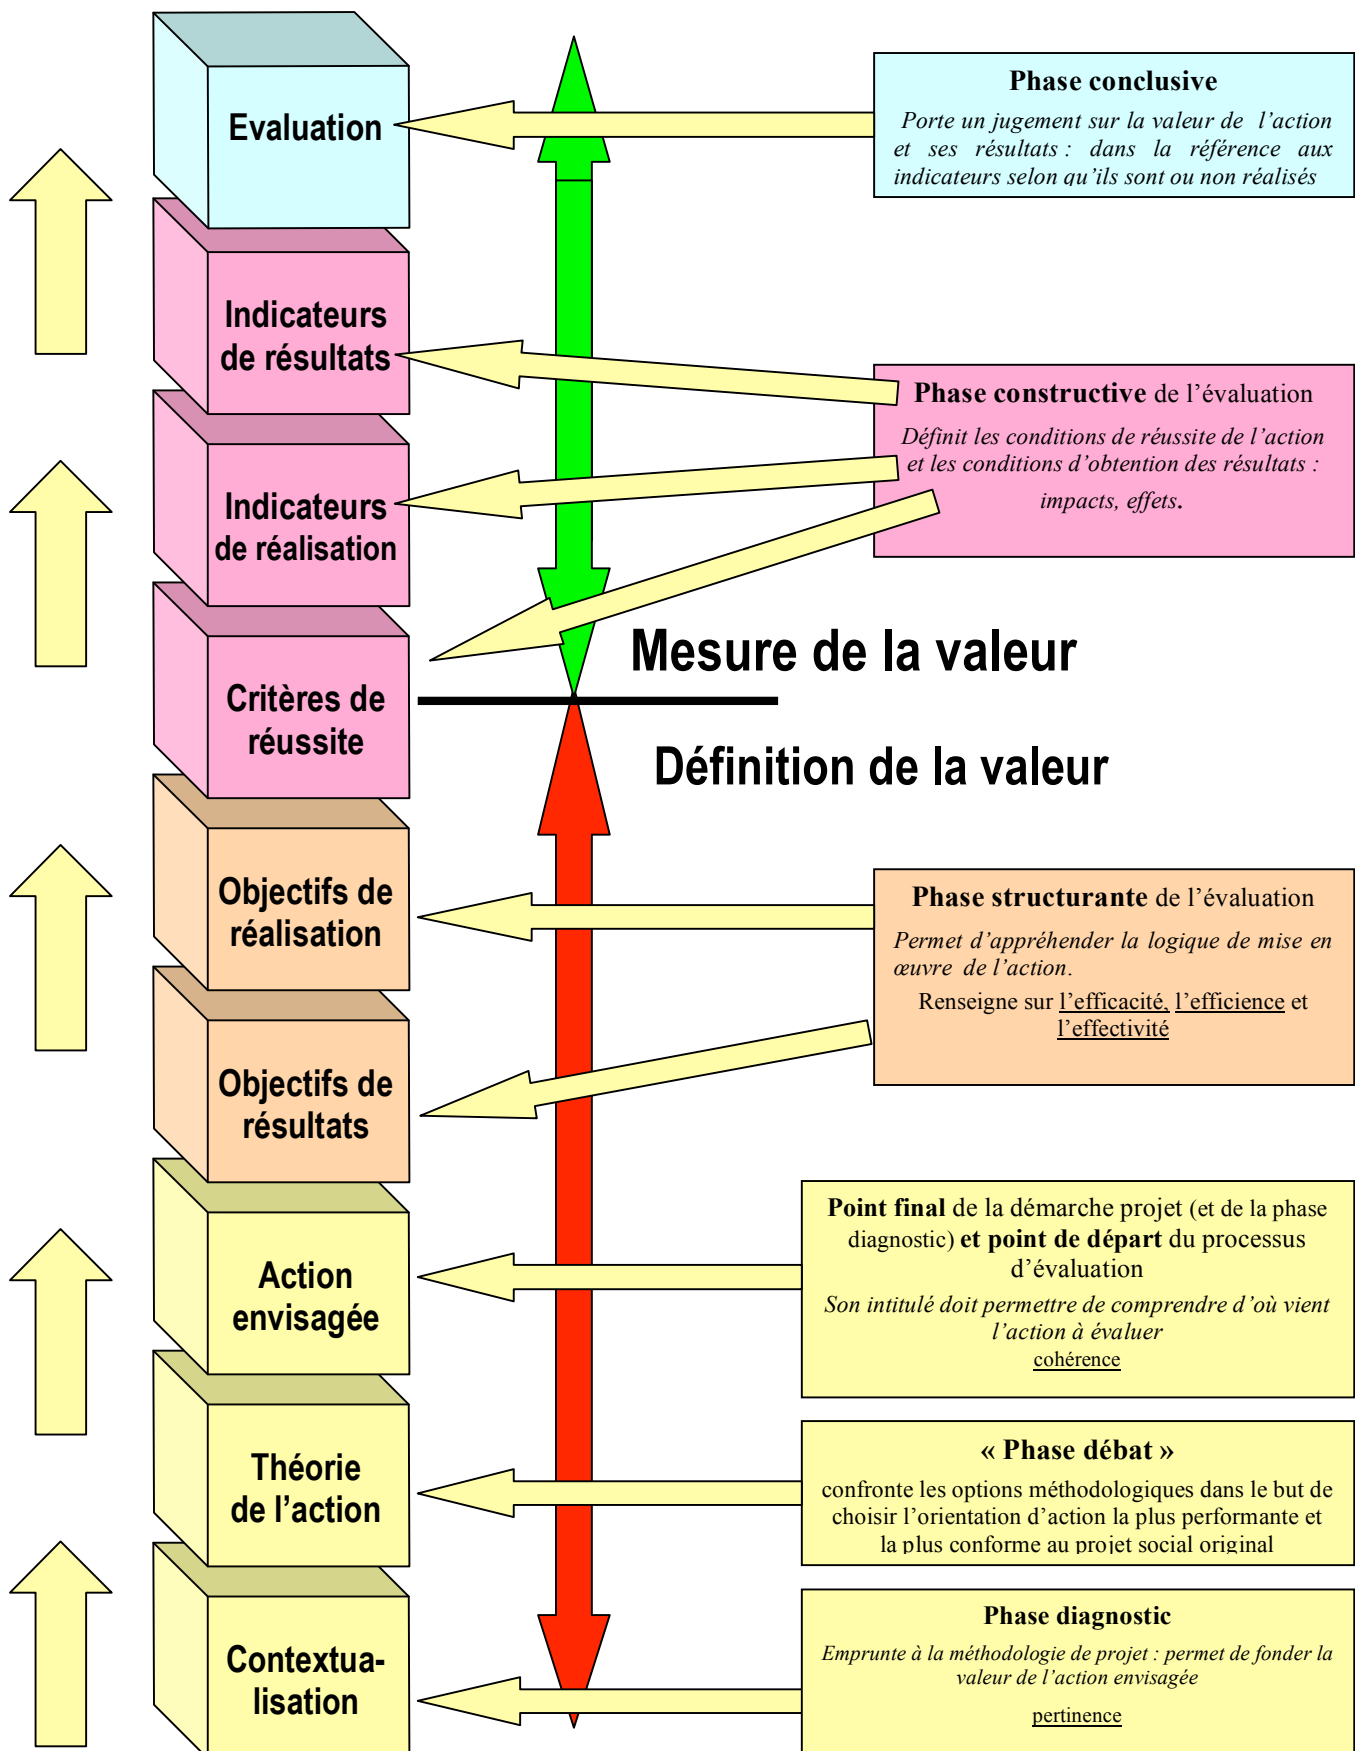 Evaluation
Phase conclusive
Porte un jugement sur la valeur de l’action
et ses résultats : dans la référence aux
indicateurs selon qu’ils sont ou non réalisés
Indicateurs
de résultats
Phase constructive de l’évaluation
Définit les conditions de réussite de l’action
et les conditions d’obtention des résultats :
impacts, effets.
Indicateurs
de réalisation
Mesure de la valeur
Critères de
réussite
Définition de la valeur
Objectifs de
réalisation
Phase structurante de l’évaluation
Permet d’appréhender la logique de mise en
œuvre de l’action.
Renseigne sur l’efficacité, l’efficience et
l’effectivité
Objectifs de
résultats
Action
envisagée
Point final de la démarche projet (et de la phase
diagnostic) et point de départ du processus
d’évaluation
Son intitulé doit permettre de comprendre d’où vient
l’action à évaluer
cohérence
Théorie
de l’action
« Phase débat »
confronte les options méthodologiques dans le but de
choisir l’orientation d’action la plus performante et
la plus conforme au projet social original
Contextua-
lisation
Phase diagnostic
Emprunte à la méthodologie de projet : permet de fonder la
valeur de l’action envisagée
pertinence